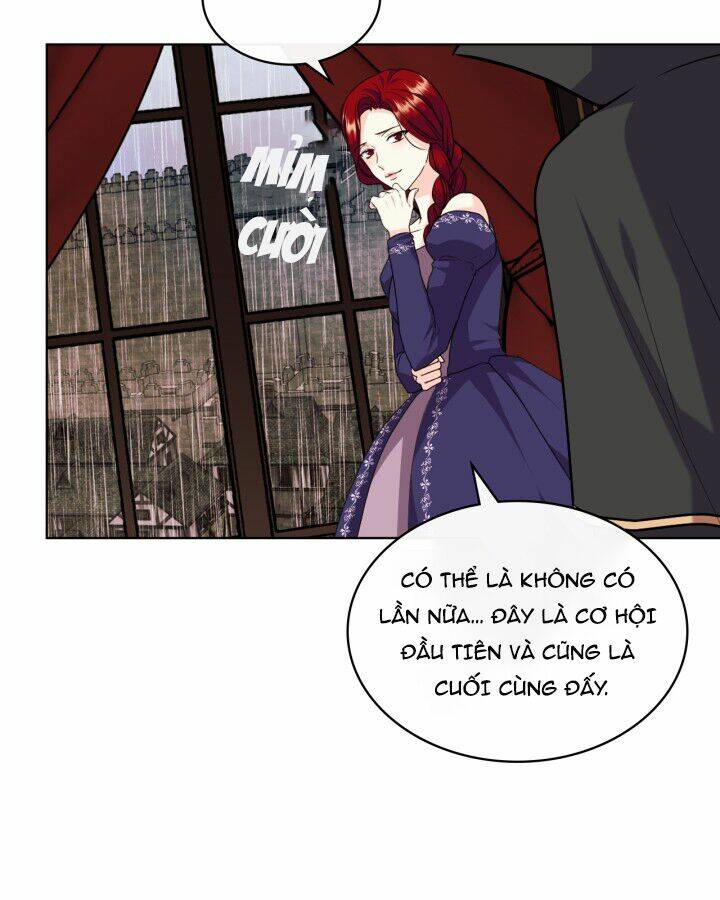 MỈM
CƯỜI
CÓ THỂ LÀ KHÔNG CÓ
LẦN NỮA... ĐÂY LÀ CƠ HỘI
ĐẦU TIÊN VÀ CŨNG LÀ
CUỐI CÙNG ĐẤY.